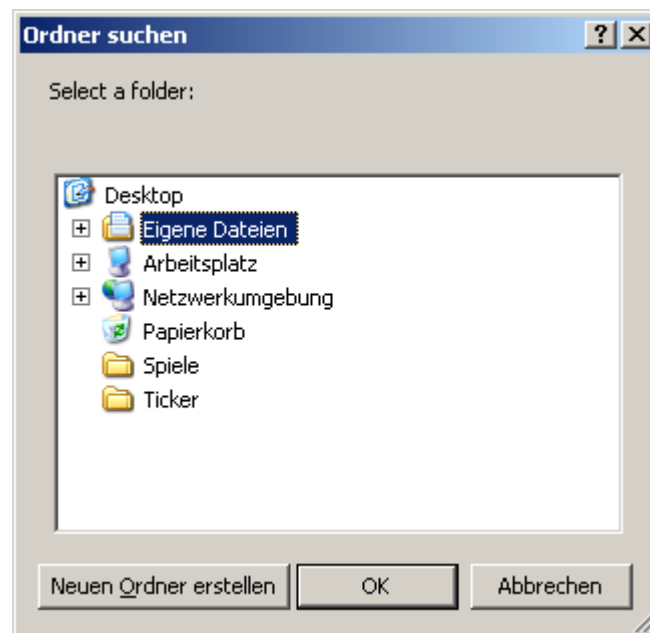 Ordner suchen
Select a folder:
Desktop
Eigene Dateien
Arbeitsplatz
Netzwerkumgebung
Papierkorb
Spiele
Ticker
Neuen Ordner erstellen OK Abbrechen